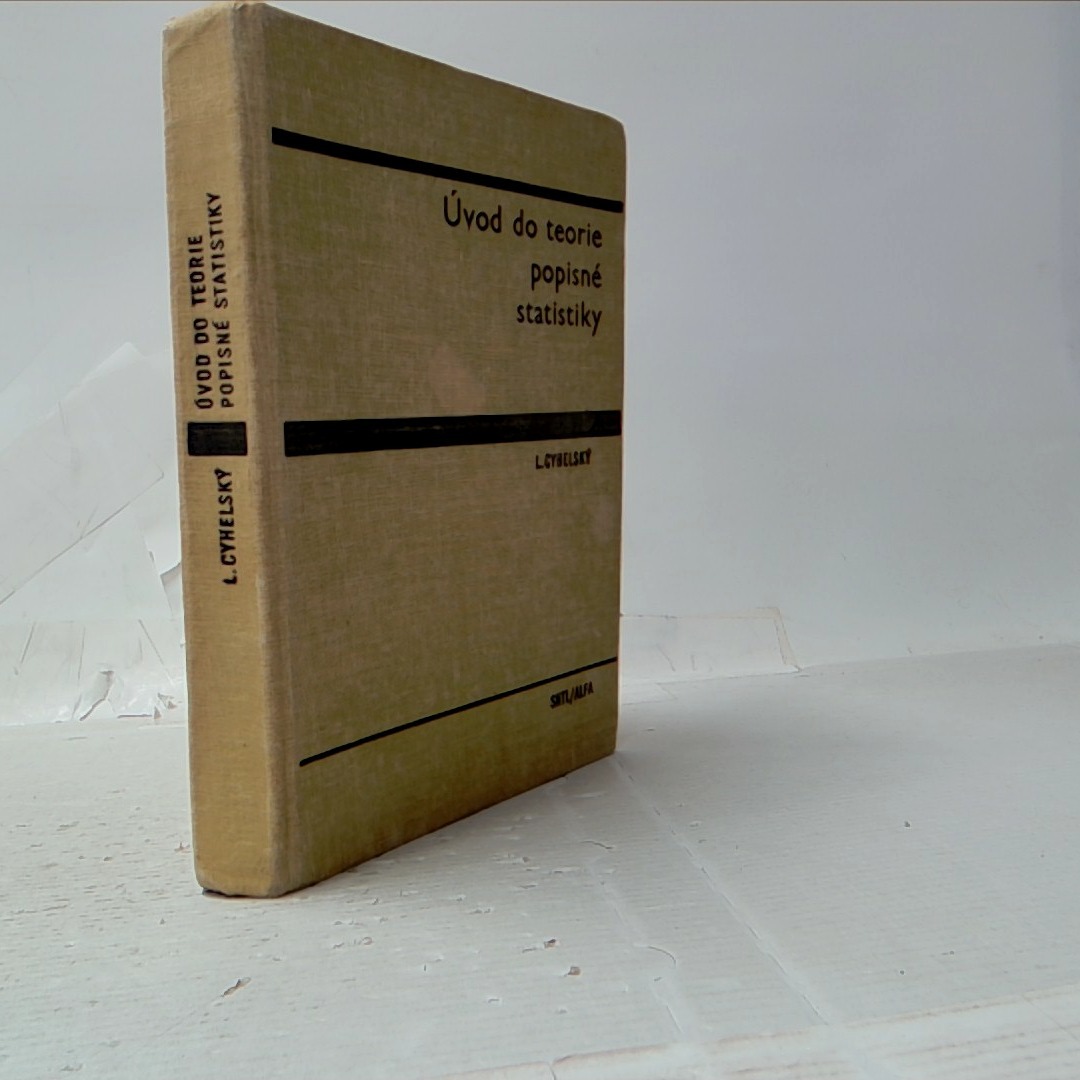 ÚVOD DO TEORIE
POPISNÉ STATISTIKY
L. CYHELSKÝ
Úvod do teorie
popisné
statistiky
L. CYHELSKÝ
SNTL/ALFA